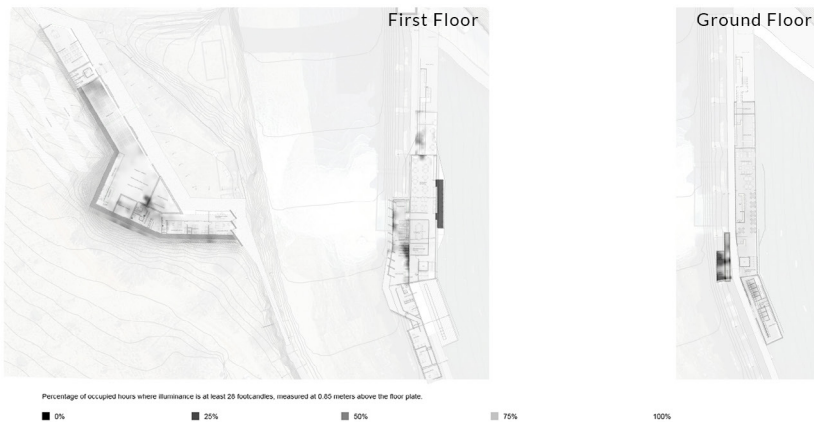 First Floor
Ground Floor
Percentage of occupied hours where illuminance is at least 28 footcandles, measured at 0.85 meters above the floor plate.
0%
25%
50%
75%
100%